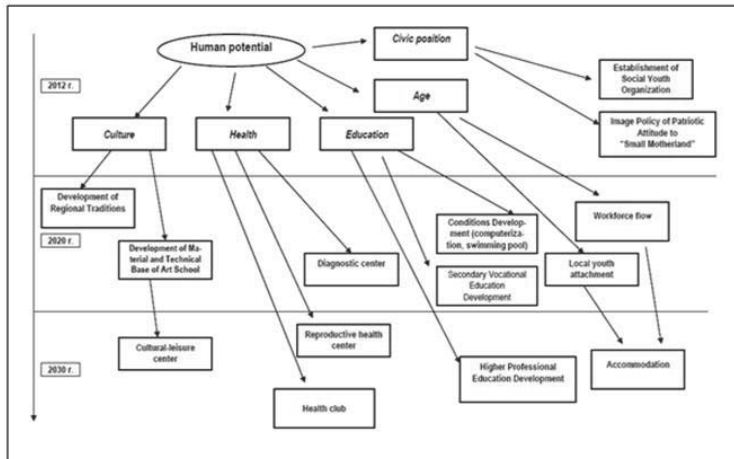 Human potential
Civic position
2012 г.
Establishment of
Social Youth
Organization
Age
Image Policy of Patriotic
Attitude to
"Small Motherland"
Culture
Health
Education
Development of
Regional Traditions
Workforce flow
Conditions Develop-
ment (computeriza-
tion, swimming pool)
2020 г.
Development of Ma-
terial and Technical
Base of Art School
Diagnostic center
Local youth
attachment
Secondary Vocational
Education
Development
Reproductive health
center
Cultural-leisure
center
Higher Professional
Education Development
Accommodation
2030 г.
Health club